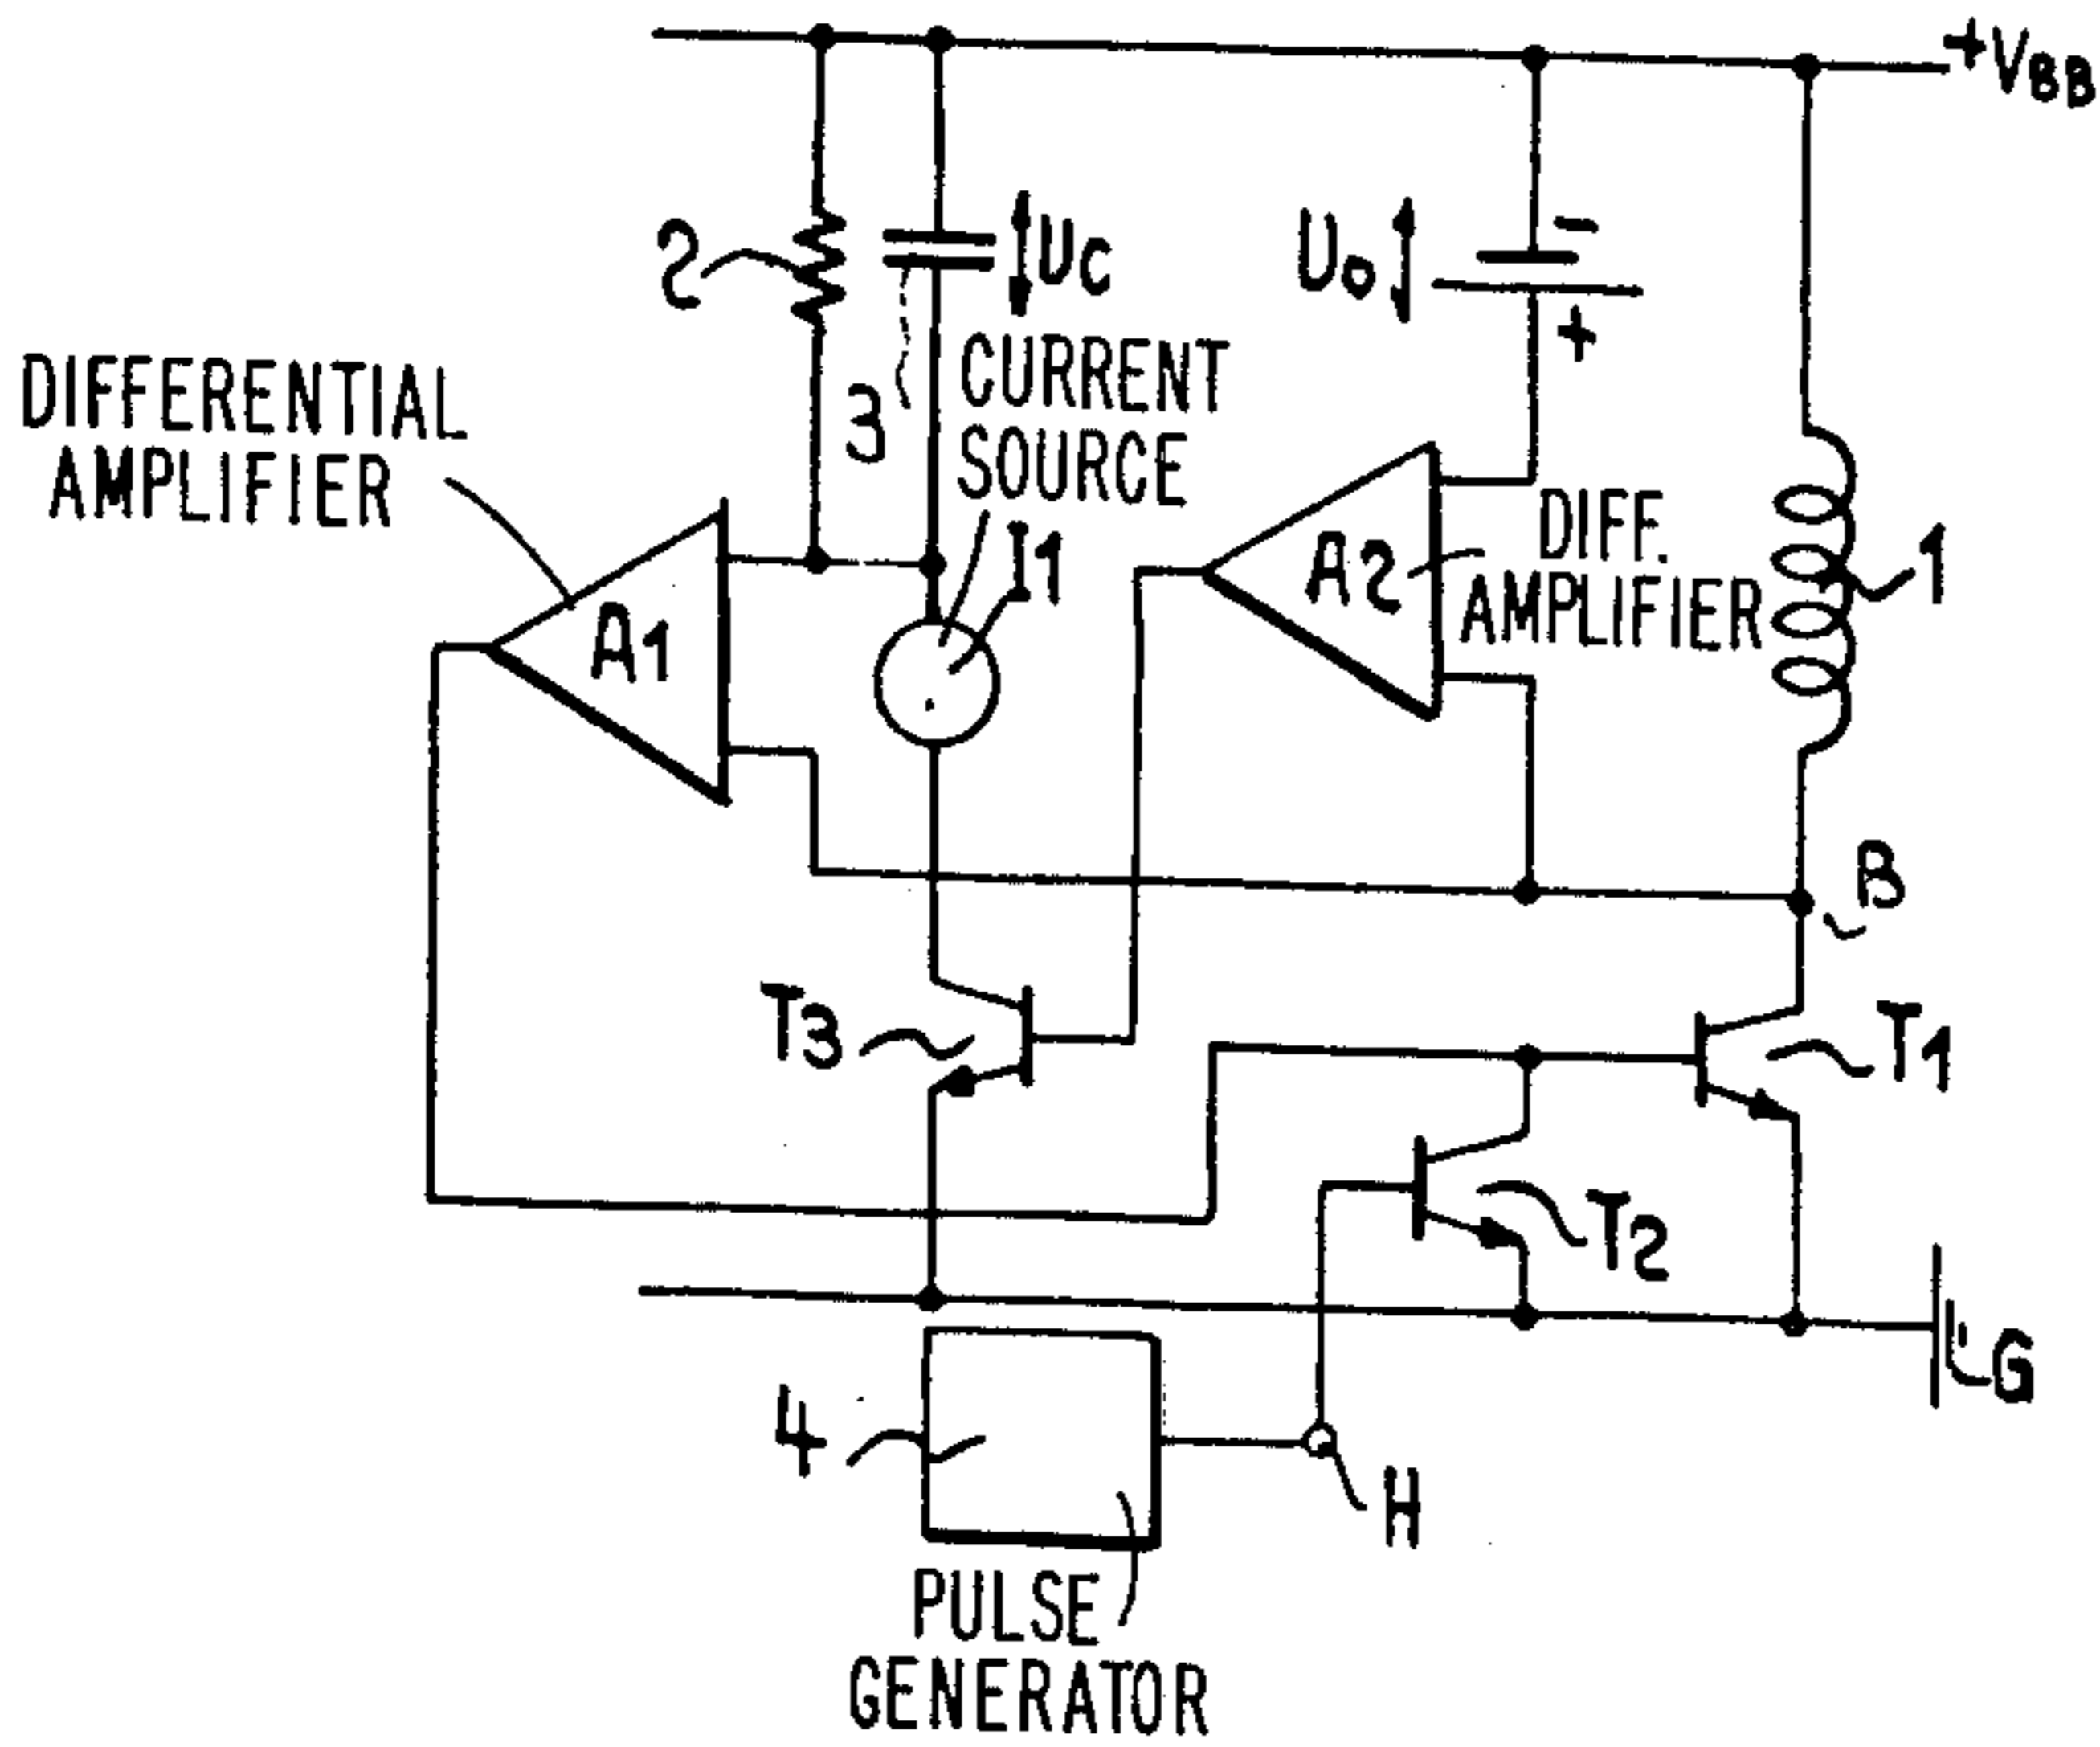 +VBB
2
Uc
Uo
-
+
DIFFERENTIAL
AMPLIFIER
3
CURRENT
SOURCE
I1
A1
A2
DIFF.
AMPLIFIER
1
B
T3
T1
T2
G
4
H
PULSE
GENERATOR